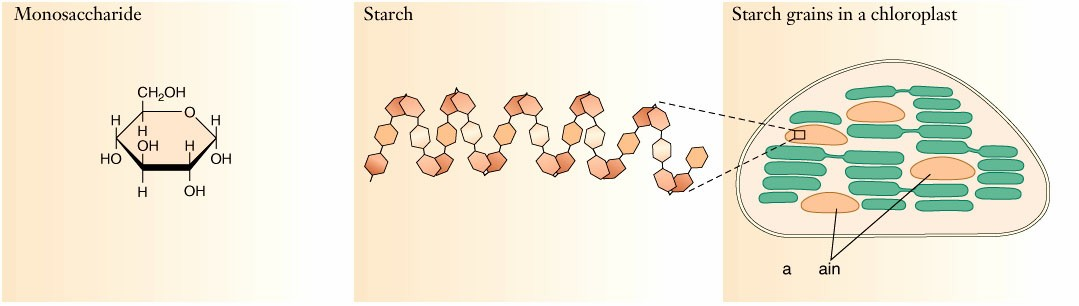 Monosaccharide
CH2OH
O
H
H
H
OH
H
HO
OH
H
OH
Starch
Starch grains in a chloroplast
a ain